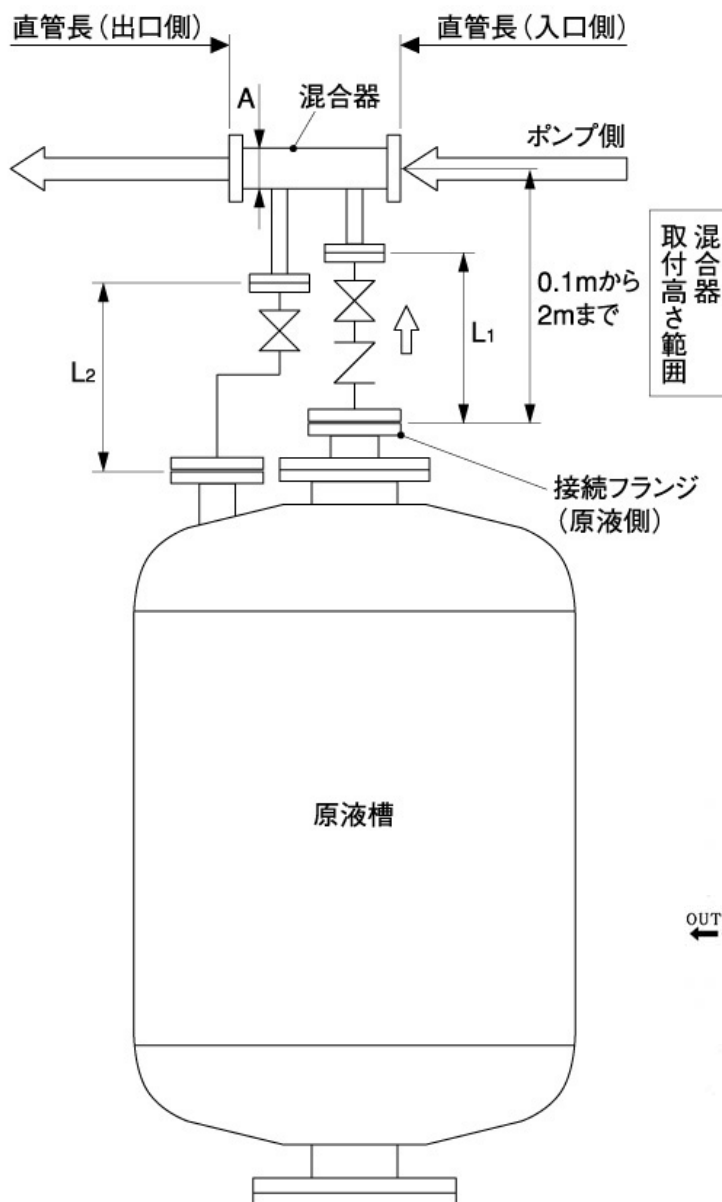 直管長（出口側）
直管長（入口側）
A
混合器
ポンプ側
混合器
取付高さ範囲
0.1mから
2mまで
L1
L2
接続フランジ
（原液側）
原液槽
OUT